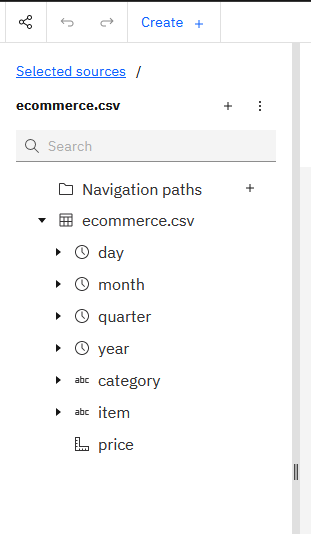 Create +
Selected sources /
ecommerce.csv
Search
Navigation paths
ecommerce.csv
day
month
quarter
year
abc category
abc item
price